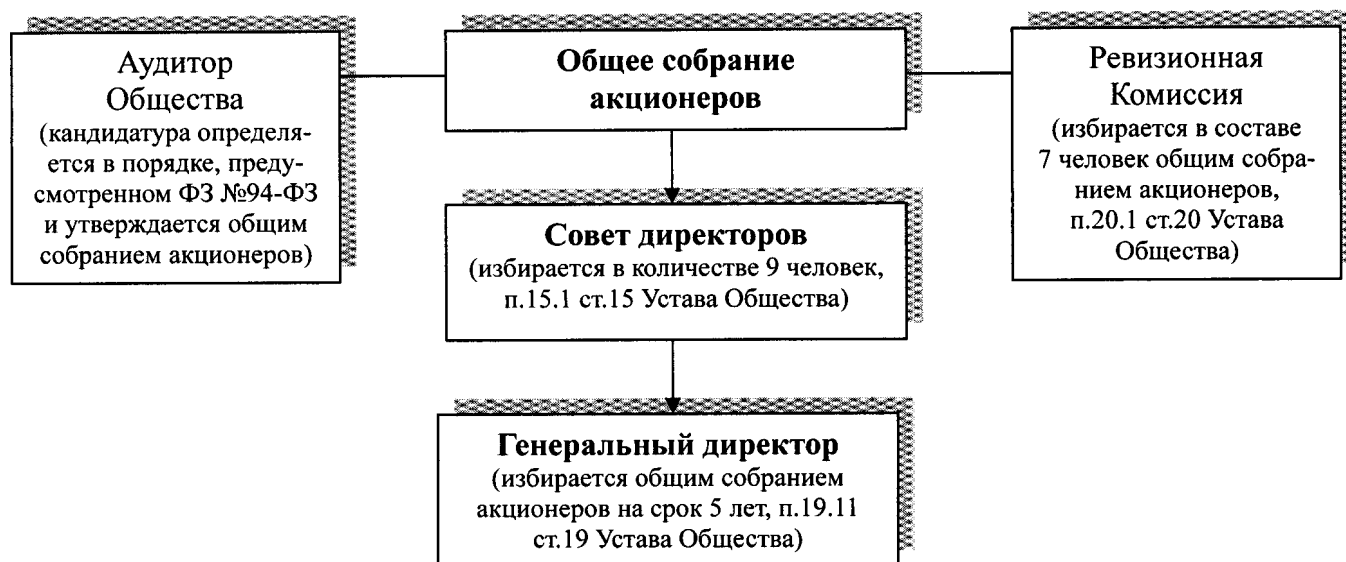 Аудитор
Общества
(кандидатура определя-
ется в порядке, преду-
смотренном ФЗ №94-ФЗ
и утверждается общим
собранием акционеров)
Общее собрание
акционеров
Ревизионная
Комиссия
(избирается в составе
7 человек общим собра-
нием акционеров,
п.20.1 ст.20 Устава
Общества)
Совет директоров
(избирается в количестве 9 человек,
п.15.1 ст.15 Устава Общества)
Генеральный директор
(избирается общим собранием
акционеров на срок 5 лет, п.19.11
ст.19 Устава Общества)